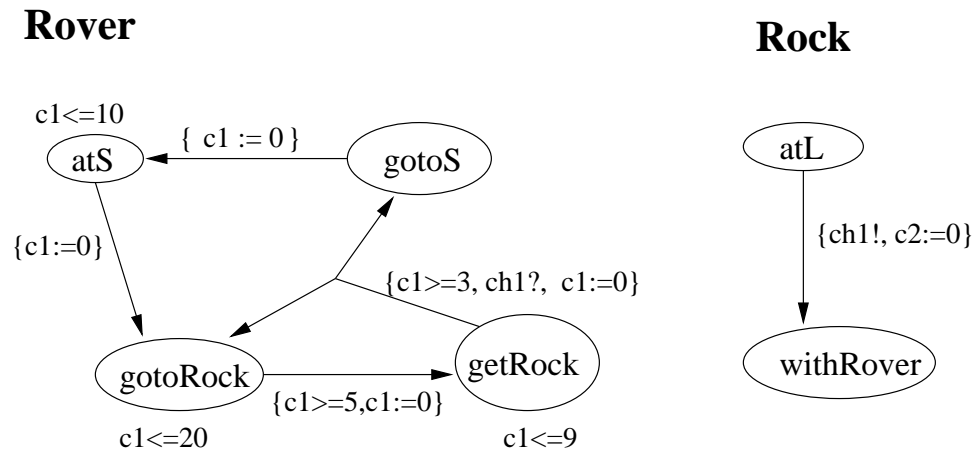 Rover
Rock
c1<=10
{ c1 := 0 }
atS
gotoS
atL
{c1:=0}
{ch1!, c2:=0}
{c1>=3, ch1?, c1:=0}
gotoRock
getRock
withRover
{c1>=5,c1:=0}
c1<=20
c1<=9